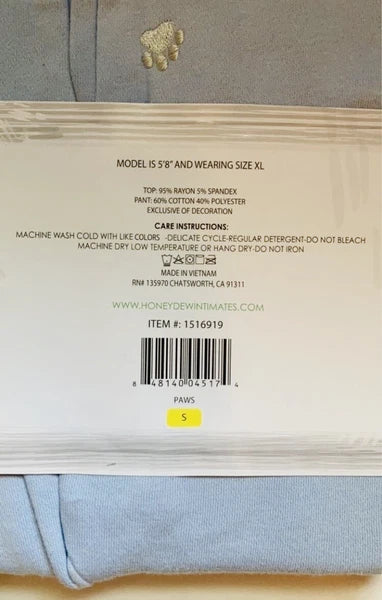 MODEL IS 5'8" AND WEARING SIZE XL
TOP: 95% RAYON 5% SPANDEX
PANT: 60% COTTON 40% POLYESTER
EXCLUSIVE OF DECORATION
CARE INSTRUCTIONS:
MACHINE WASH COLD WITH LIKE COLORS -DELICATE CYCLE-REGULAR DETERGENT-DO NOT BLEACH
MACHINE DRY LOW TEMPERATURE OR HANG DRY-DO NOT IRON
MADE IN VIETNAM
RN# 135970 CHATSWORTH, CA 91311
WWW.HONEYDEWINTIMATES.COM
ITEM #: 1516919
8 48140 04517 4
PAWS
S